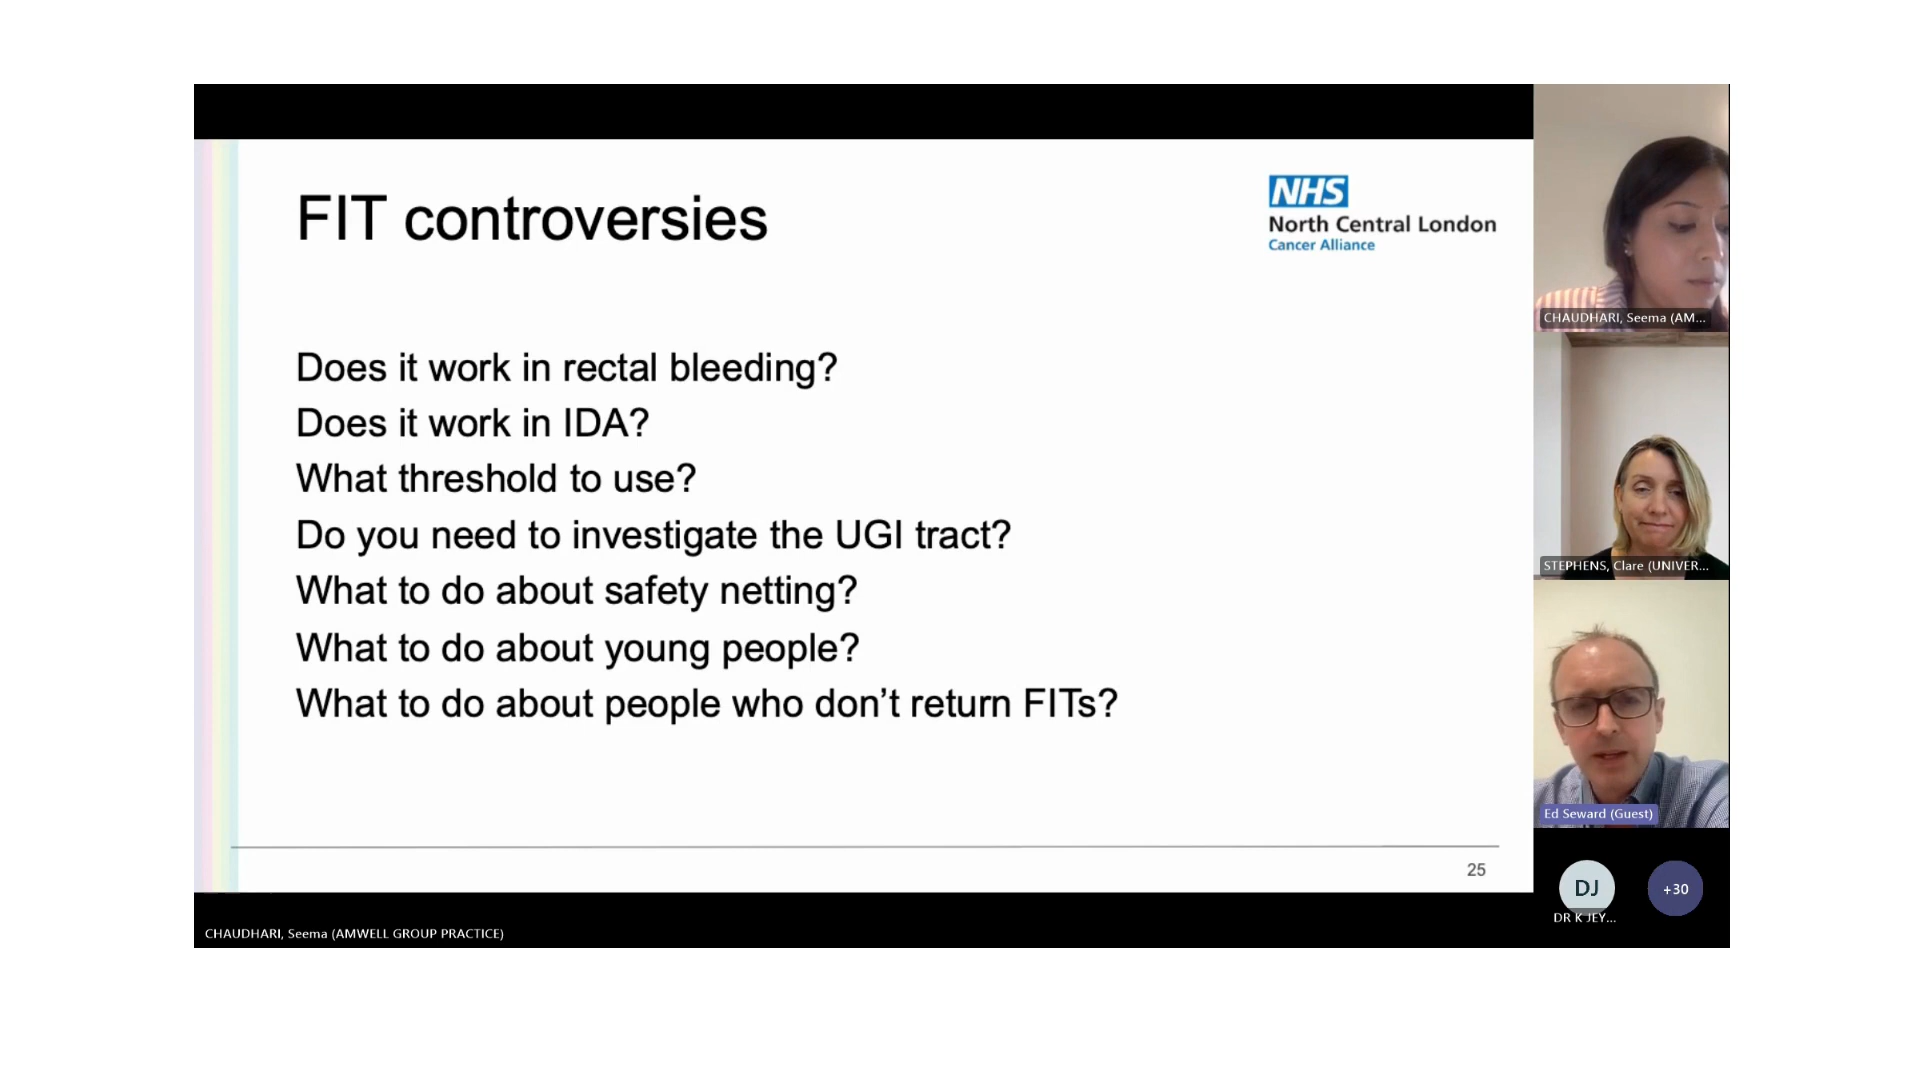 FIT controversies
NHS
North Central London
Cancer Alliance
Does it work in rectal bleeding?
Does it work in IDA?
What threshold to use?
Do you need to investigate the UGI tract?
What to do about safety netting?
What to do about young people?
What to do about people who don’t return FITs?
25
CHAUDHARI, Seema (AMWELL GROUP PRACTICE)
CHAUDHARI, Seema (AM...
STEPHENS, Clare (UNIVER...
Ed Seward (Guest)
DJ
+30
DR K JEY...